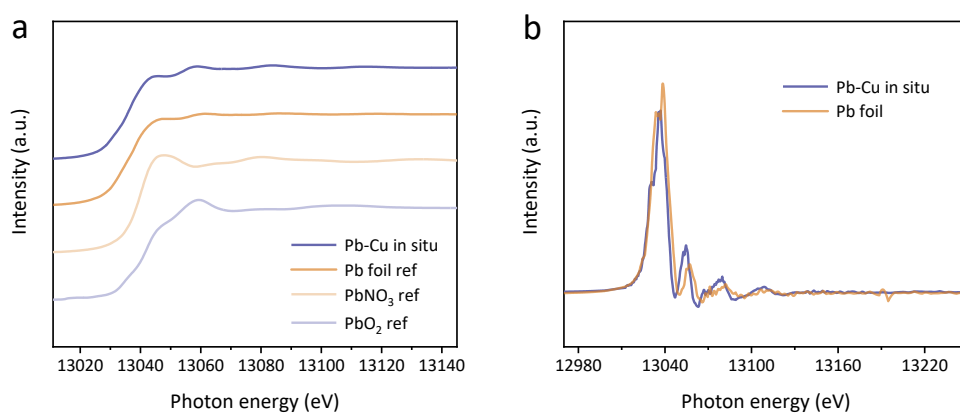 a
Intensity (a.u.)
Pb-Cu in situ
Pb foil ref
PbNO₃ ref
PbO₂ ref
13020 13040 13060 13080 13100 13120 13140
Photon energy (eV)
b
Intensity (a.u.)
Pb-Cu in situ
Pb foil
12980 13040 13100 13160 13220
Photon energy (eV)